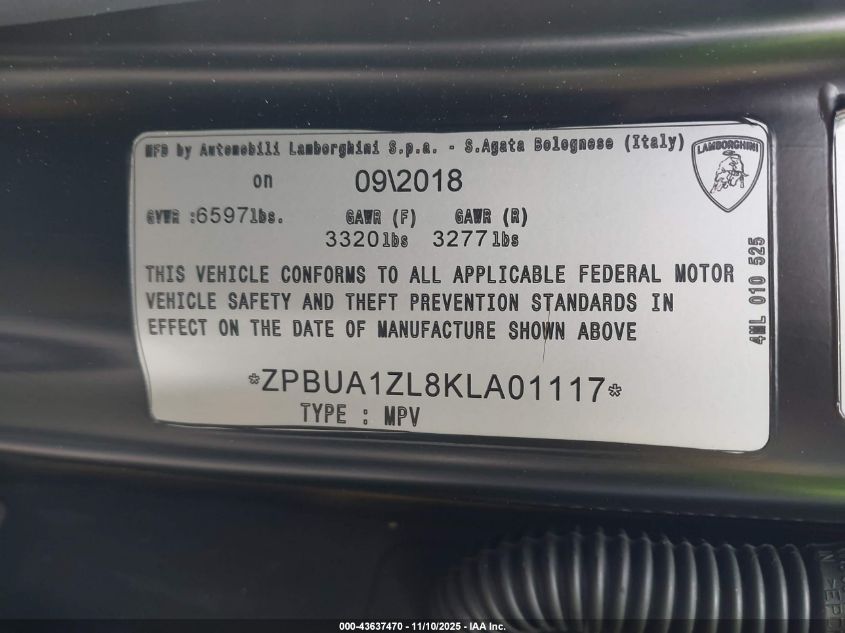 MFD by Automobili Lamborghini S.p.a. - S.Agata Bolognese (Italy)
LAMBORGHINI
on 09\2018
GVWR :6597lbs. GAWR (F) GAWR (R)
3320lbs 3277lbs
THIS VEHICLE CONFORMS TO ALL APPLICABLE FEDERAL MOTOR
VEHICLE SAFETY AND THEFT PREVENTION STANDARDS IN
EFFECT ON THE DATE OF MANUFACTURE SHOWN ABOVE
4ML 010 525
*ZPBUA1ZL8KLA01117*
TYPE : MPV
000-43637470 - 11/10/2025 - IAA Inc.